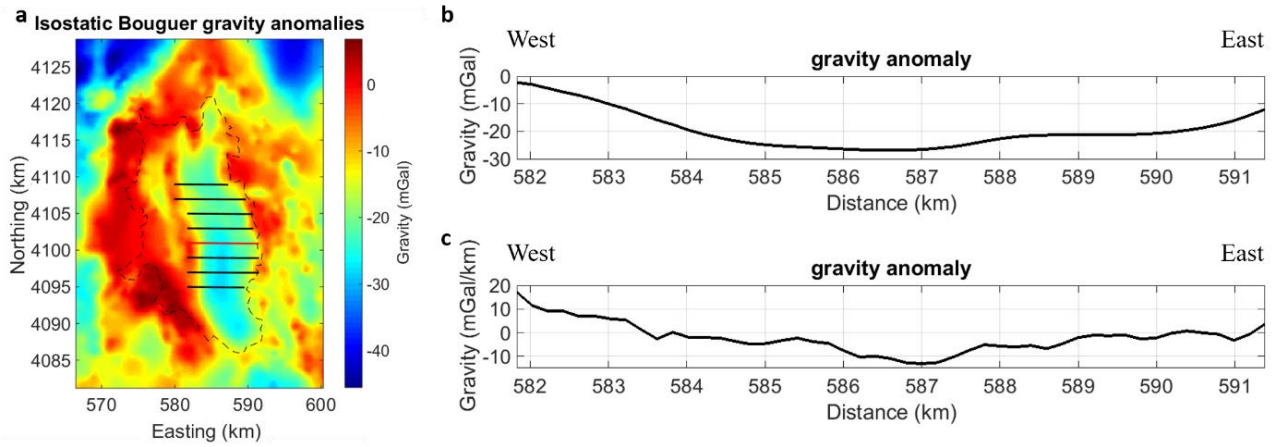 a
Isostatic Bouguer gravity anomalies
4125
4120
4115
4110
4105
4100
4095
4090
4085
Northing (km)
570 580 590 600
Easting (km)
0
-10
-20
-30
-40
Gravity (mGal)
b
West East
gravity anomaly
0
-10
-20
-30
Gravity (mGal)
582 583 584 585 586 587 588 589 590 591
Distance (km)
c
West East
gravity anomaly
20
10
0
-10
Gravity (mGal/km)
582 583 584 585 586 587 588 589 590 591
Distance (km)